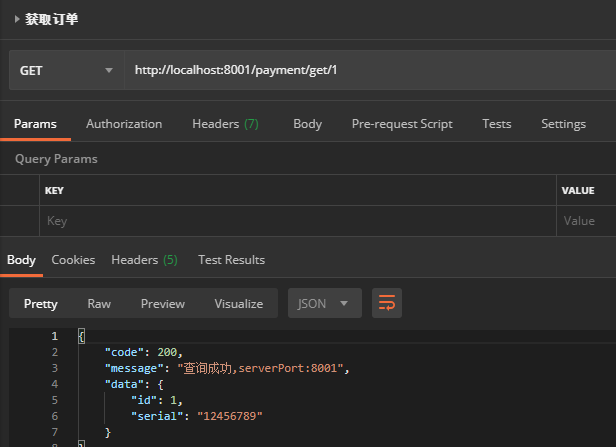 获取订单
GET http://localhost:8001/payment/get/1
Params Authorization Headers (7) Body Pre-request Script Tests Settings
Query Params
KEY VALUE
Key Value
Body Cookies Headers (5) Test Results
Pretty Raw Preview Visualize JSON
1 {
2 "code": 200,
3 "message": "查询成功,serverPort:8001",
4 "data": {
5 "id": 1,
6 "serial": "12456789"
7 }
8 }